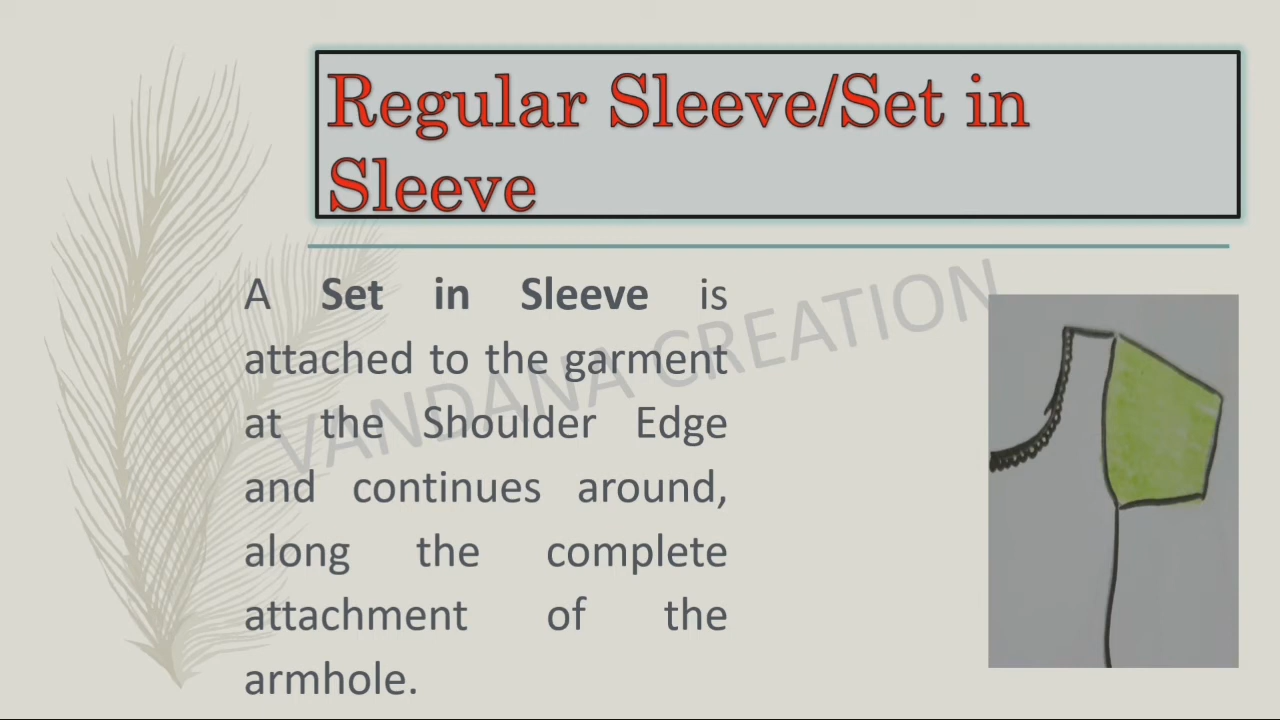 Regular Sleeve/Set in
Sleeve
A Set in Sleeve is
attached to the garment
at the Shoulder Edge
and continues around,
along the complete
attachment of the
armhole.
VANDANA CREATION